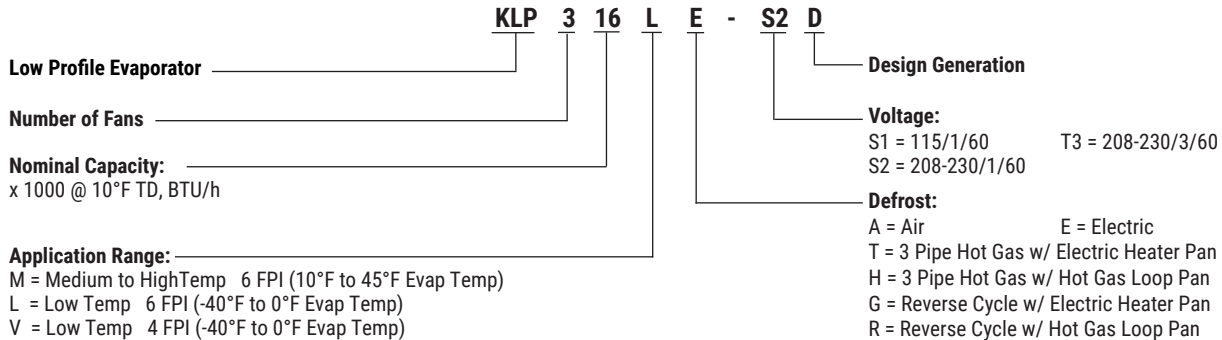 KLP 3 16 L E - S2 D
Low Profile Evaporator
Number of Fans
Nominal Capacity:
x 1000 @ 10°F TD, BTU/h
Application Range:
M = Medium to HighTemp 6 FPI (10°F to 45°F Evap Temp)
L = Low Temp 6 FPI (-40°F to 0°F Evap Temp)
V = Low Temp 4 FPI (-40°F to 0°F Evap Temp)
Design Generation
Voltage:
S1 = 115/1/60 T3 = 208-230/3/60
S2 = 208-230/1/60
Defrost:
A = Air E = Electric
T = 3 Pipe Hot Gas w/ Electric Heater Pan
H = 3 Pipe Hot Gas w/ Hot Gas Loop Pan
G = Reverse Cycle w/ Electric Heater Pan
R = Reverse Cycle w/ Hot Gas Loop Pan